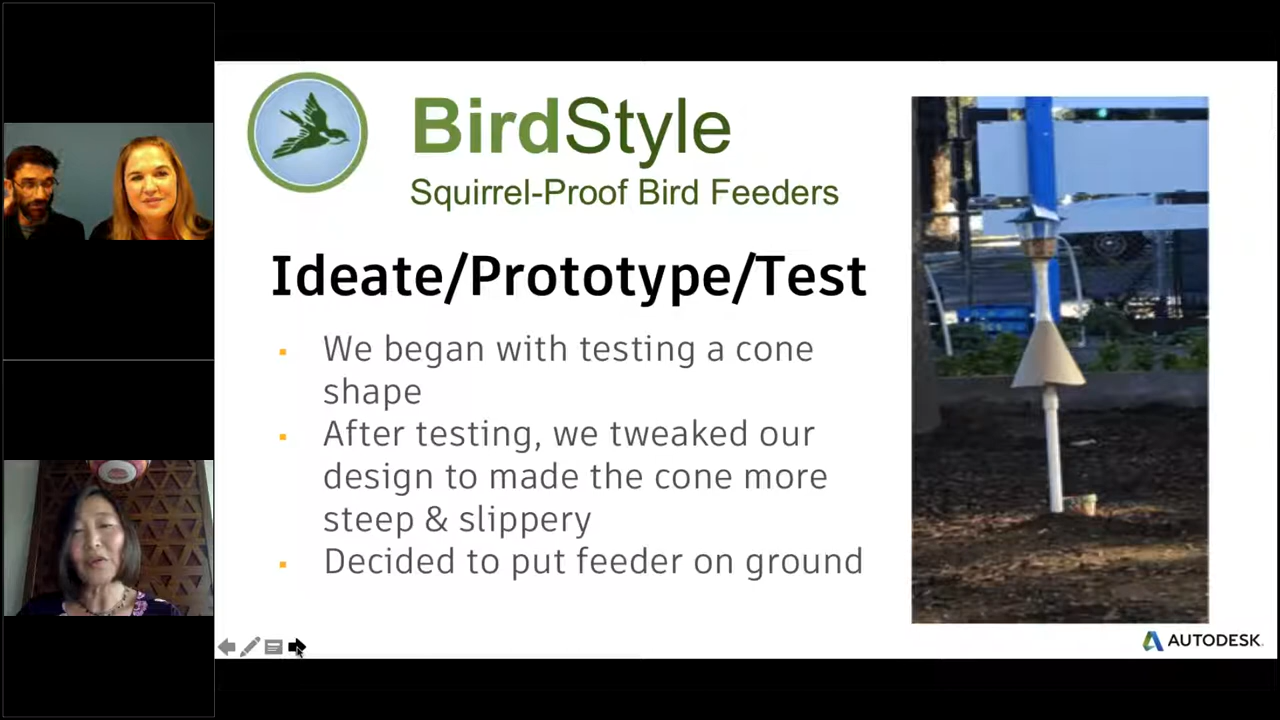 BirdStyle
Squirrel-Proof Bird Feeders
Ideate/Prototype/Test
We began with testing a cone
shape
After testing, we tweaked our
design to made the cone more
steep & slippery
Decided to put feeder on ground
AUTODESK.